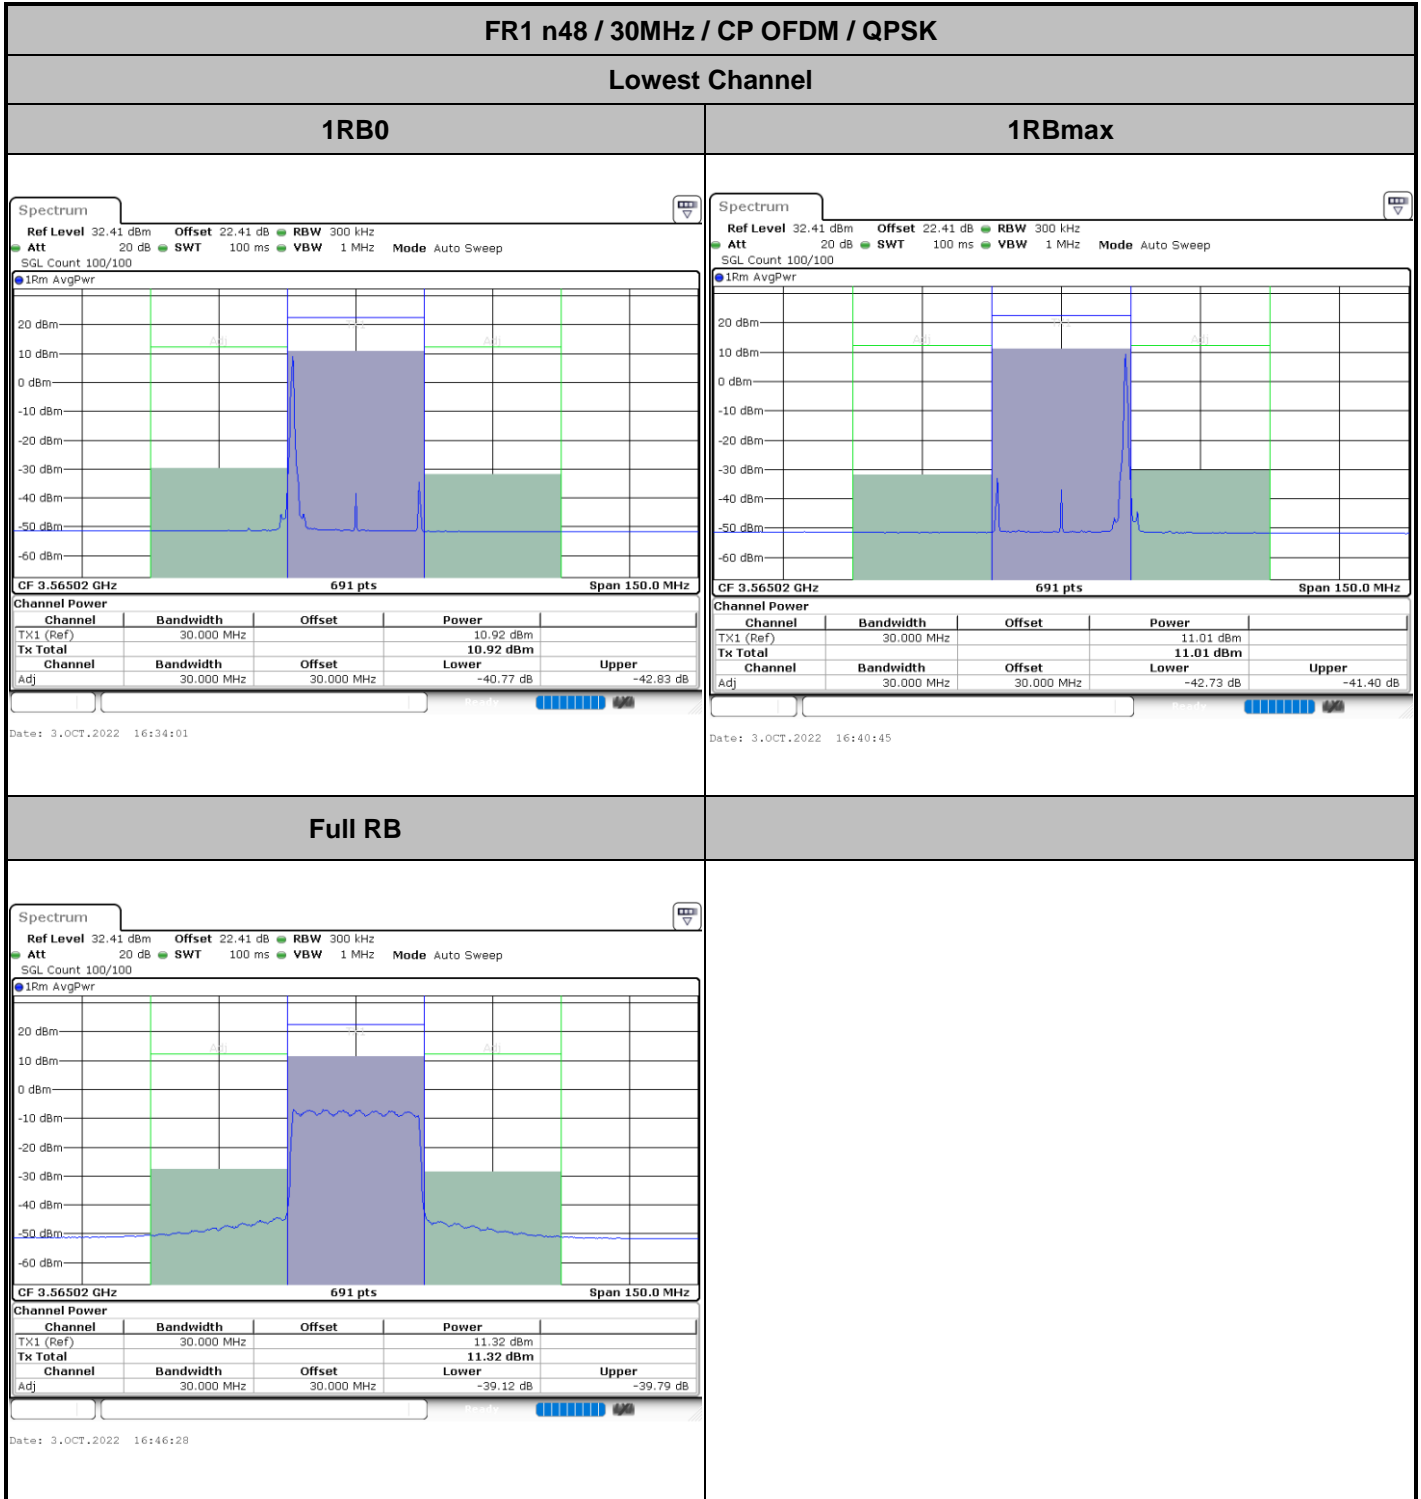 FR1 n48 / 30MHz / CP OFDM / QPSK
Lowest Channel
1RB0 1RBmax
Spectrum
Ref Level 32.41 dBm Offset 22.41 dB RBW 300 kHz
Att 20 dB SWT 100 ms VBW 1 MHz Mode Auto Sweep
SGL Count 100/100
1Rm AvgPwr
20 dBm
10 dBm
0 dBm
-10 dBm
-20 dBm
-30 dBm
-40 dBm
-50 dBm
-60 dBm
Adj
TX1
Adj
CF 3.56502 GHz 691 pts Span 150.0 MHz
Channel Power
Channel Bandwidth Offset Power
TX1 (Ref) 30.000 MHz 10.92 dBm
Tx Total 10.92 dBm
Channel Bandwidth Offset Lower Upper
Adj 30.000 MHz 30.000 MHz -40.77 dB -42.83 dB
Ready
Date: 3.OCT.2022 16:34:01
Spectrum
Ref Level 32.41 dBm Offset 22.41 dB RBW 300 kHz
Att 20 dB SWT 100 ms VBW 1 MHz Mode Auto Sweep
SGL Count 100/100
1Rm AvgPwr
20 dBm
10 dBm
0 dBm
-10 dBm
-20 dBm
-30 dBm
-40 dBm
-50 dBm
-60 dBm
Adj
TX1
Adj
CF 3.56502 GHz 691 pts Span 150.0 MHz
Channel Power
Channel Bandwidth Offset Power
TX1 (Ref) 30.000 MHz 11.01 dBm
Tx Total 11.01 dBm
Channel Bandwidth Offset Lower Upper
Adj 30.000 MHz 30.000 MHz -42.73 dB -41.40 dB
Ready
Date: 3.OCT.2022 16:40:45
Full RB
Spectrum
Ref Level 32.41 dBm Offset 22.41 dB RBW 300 kHz
Att 20 dB SWT 100 ms VBW 1 MHz Mode Auto Sweep
SGL Count 100/100
1Rm AvgPwr
20 dBm
10 dBm
0 dBm
-10 dBm
-20 dBm
-30 dBm
-40 dBm
-50 dBm
-60 dBm
Adj
TX1
Adj
CF 3.56502 GHz 691 pts Span 150.0 MHz
Channel Power
Channel Bandwidth Offset Power
TX1 (Ref) 30.000 MHz 11.32 dBm
Tx Total 11.32 dBm
Channel Bandwidth Offset Lower Upper
Adj 30.000 MHz 30.000 MHz -39.12 dB -39.79 dB
Ready
Date: 3.OCT.2022 16:46:28